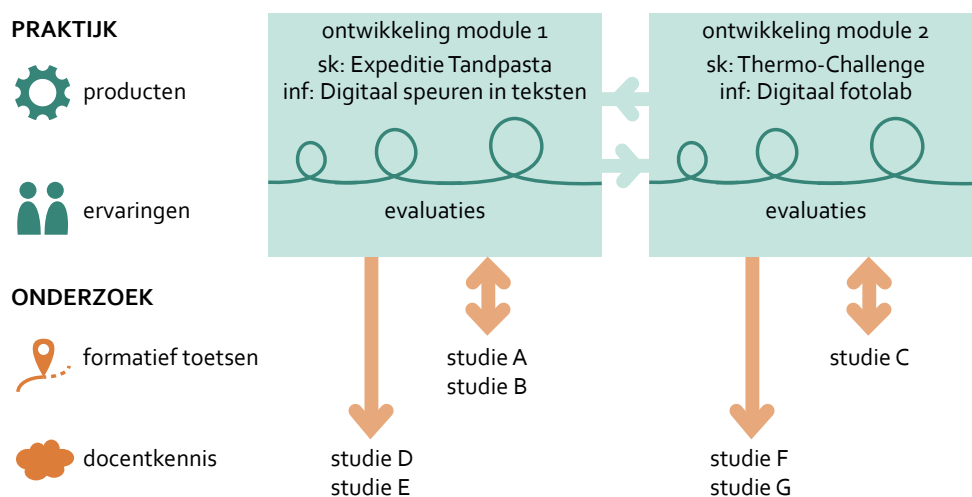 PRAKTIJK
producten
ervaringen
ONDERZOEK
formatief toetsen
docentkennis
ontwikkeling module 1
sk: Expeditie Tandpasta
inf: Digitaal speuren in teksten
evaluaties
ontwikkeling module 2
sk: Thermo-Challenge
inf: Digitaal fotolab
evaluaties
studie A
studie B
studie C
studie D
studie E
studie F
studie G